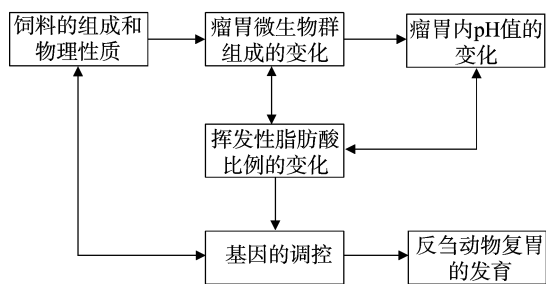 饲料的组成和
物理性质
瘤胃微生物群
组成的变化
瘤胃内pH值的
变化
挥发性脂肪酸
比例的变化
基因的调控
反刍动物复胃
的发育